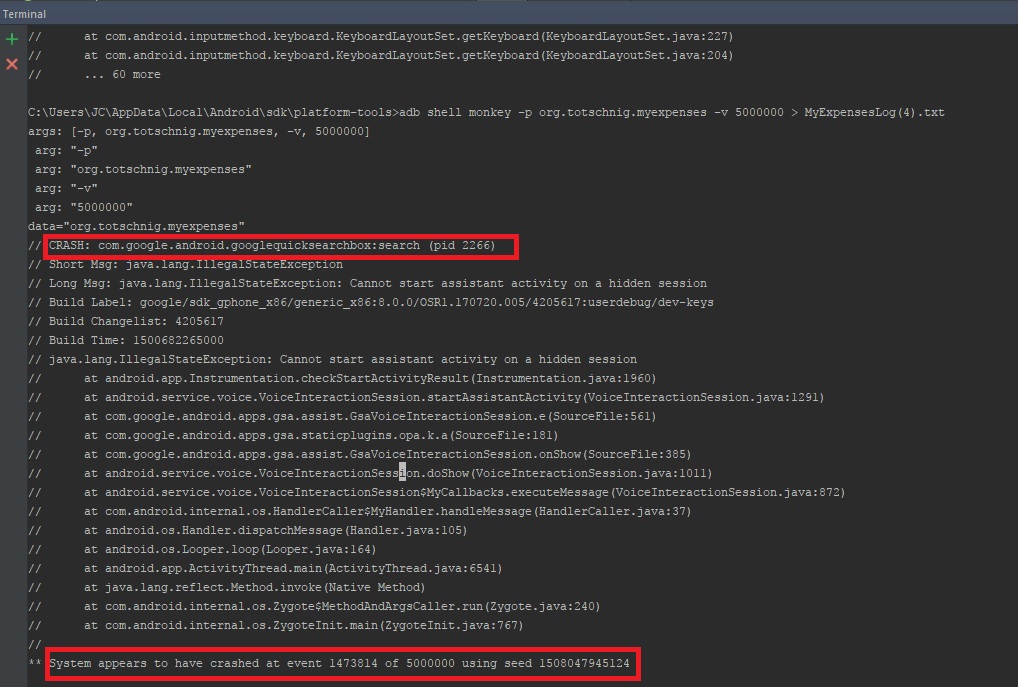 Terminal
//      at com.android.inputmethod.keyboard.KeyboardLayoutSet.getKeyboard(KeyboardLayoutSet.java:227)
//      at com.android.inputmethod.keyboard.KeyboardLayoutSet.getKeyboard(KeyboardLayoutSet.java:204)
//      ... 60 more
C:\Users\JC\AppData\Local\Android\sdk\platform-tools>adb shell monkey -p org.totschnig.myexpenses -v 5000000 > MyExpensesLog(4).txt
args: [-p, org.totschnig.myexpenses, -v, 5000000]
 arg: "-p"
 arg: "org.totschnig.myexpenses"
 arg: "-v"
 arg: "5000000"
data="org.totschnig.myexpenses"
// CRASH: com.google.android.googlequicksearchbox:search (pid 2266)
// Short Msg: java.lang.IllegalStateException
// Long Msg: java.lang.IllegalStateException: Cannot start assistant activity on a hidden session
// Build Label: google/sdk_gphone_x86/generic_x86:8.0.0/OSR1.170720.005/4205617:userdebug/dev-keys
// Build Changelist: 4205617
// Build Time: 1500682265000
// java.lang.IllegalStateException: Cannot start assistant activity on a hidden session
//      at android.app.Instrumentation.checkStartActivityResult(Instrumentation.java:1960)
//      at android.service.voice.VoiceInteractionSession.startAssistantActivity(VoiceInteractionSession.java:1291)
//      at com.google.android.apps.gsa.assist.GsaVoiceInteractionSession.e(SourceFile:561)
//      at com.google.android.apps.gsa.staticplugins.opa.k.a(SourceFile:181)
//      at com.google.android.apps.gsa.assist.GsaVoiceInteractionSession.onShow(SourceFile:385)
//      at android.service.voice.VoiceInteractionSession.doShow(VoiceInteractionSession.java:1011)
//      at android.service.voice.VoiceInteractionSession$MyCallbacks.executeMessage(VoiceInteractionSession.java:872)
//      at com.android.internal.os.HandlerCaller$MyHandler.handleMessage(HandlerCaller.java:37)
//      at android.os.Handler.dispatchMessage(Handler.java:105)
//      at android.os.Looper.loop(Looper.java:164)
//      at android.app.ActivityThread.main(ActivityThread.java:6541)
//      at java.lang.reflect.Method.invoke(Native Method)
//      at com.android.internal.os.Zygote$MethodAndArgsCaller.run(Zygote.java:240)
//      at com.android.internal.os.ZygoteInit.main(ZygoteInit.java:767)
//
** System appears to have crashed at event 1473814 of 5000000 using seed 1508047945124